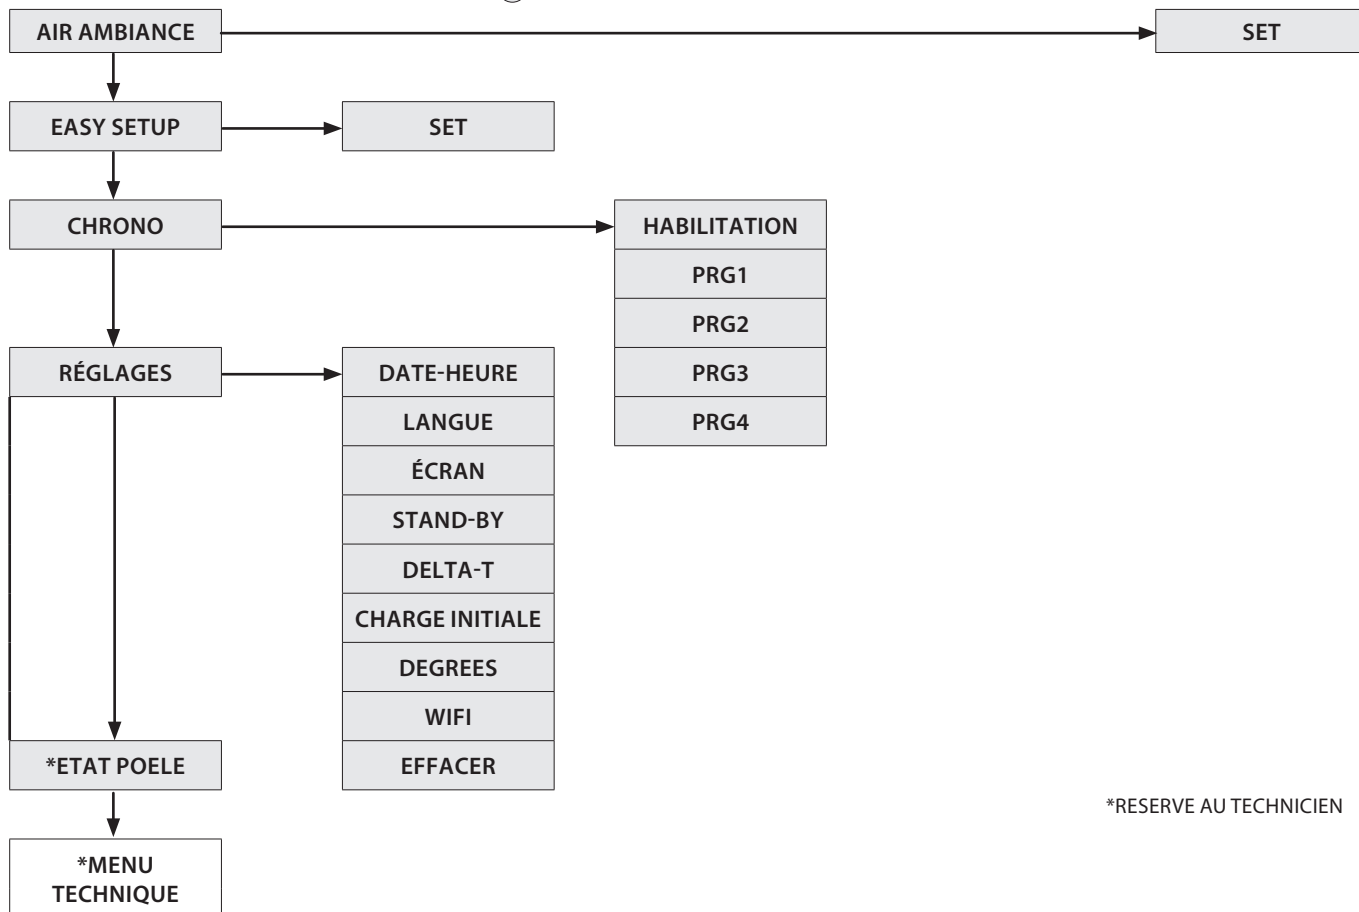 AIR AMBIANCE
SET
EASY SETUP
SET
CHRONO
HABILITATION
PRG1
PRG2
PRG3
PRG4
RÉGLAGES
DATE-HEURE
LANGUE
ÉCRAN
STAND-BY
DELTA-T
CHARGE INITIALE
DEGREES
WIFI
EFFACER
*ETAT POELE
*RESERVE AU TECHNICIEN
*MENU
TECHNIQUE